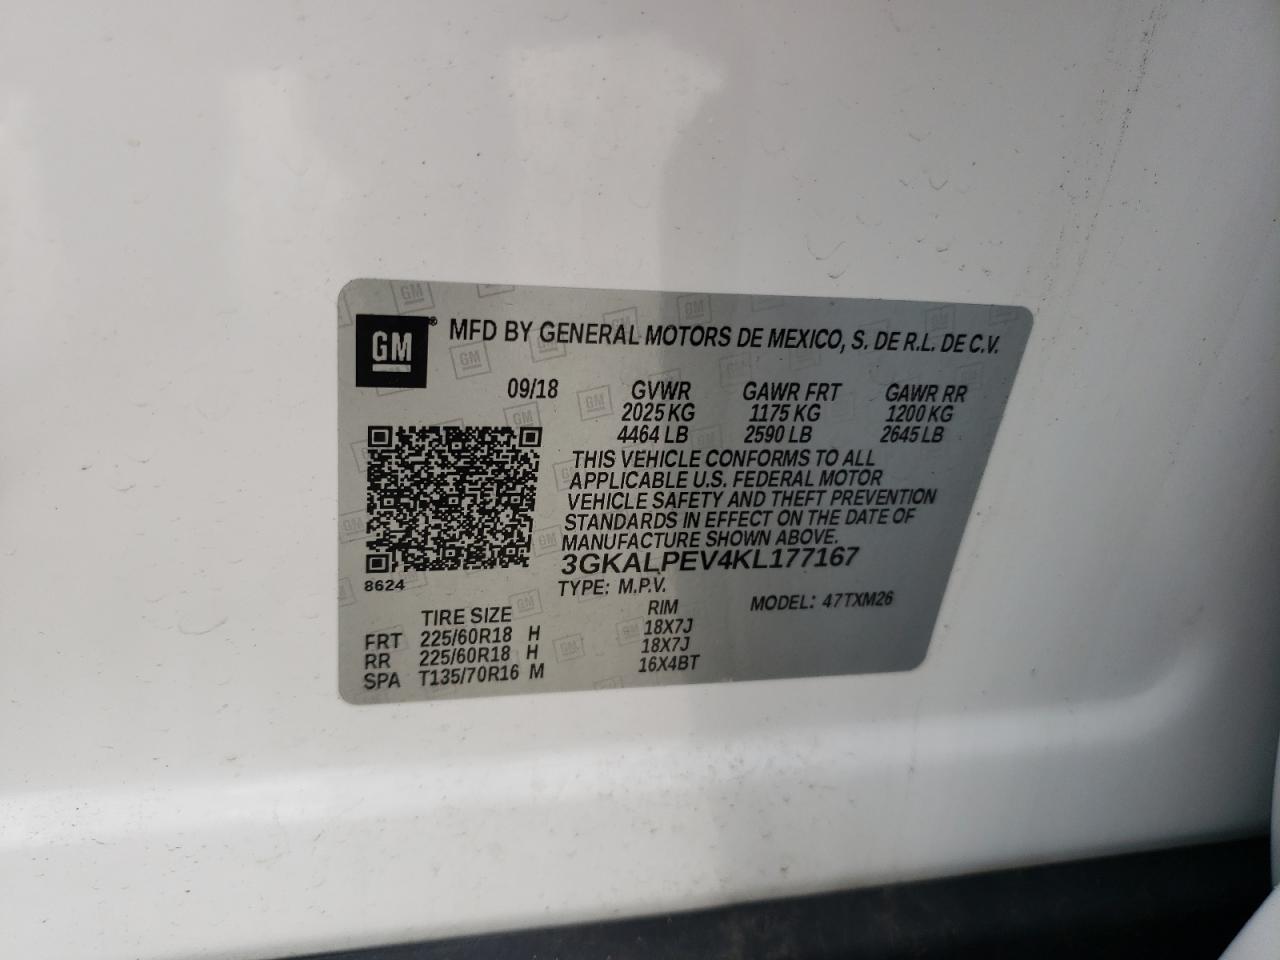 GM® MFD BY GENERAL MOTORS DE MEXICO, S. DE R.L. DE C.V.
09/18 GVWR GAWR FRT GAWR RR
2025 KG 1175 KG 1200 KG
4464 LB 2590 LB 2645 LB
THIS VEHICLE CONFORMS TO ALL
APPLICABLE U.S. FEDERAL MOTOR
VEHICLE SAFETY AND THEFT PREVENTION
STANDARDS IN EFFECT ON THE DATE OF
MANUFACTURE SHOWN ABOVE.
3GKALPEV4KL177167
8624
TYPE: M.P.V. MODEL: 47TXM26
TIRE SIZE RIM
FRT 225/60R18 H 18X7J
RR 225/60R18 H 18X7J
SPA T135/70R16 M 16X4BT